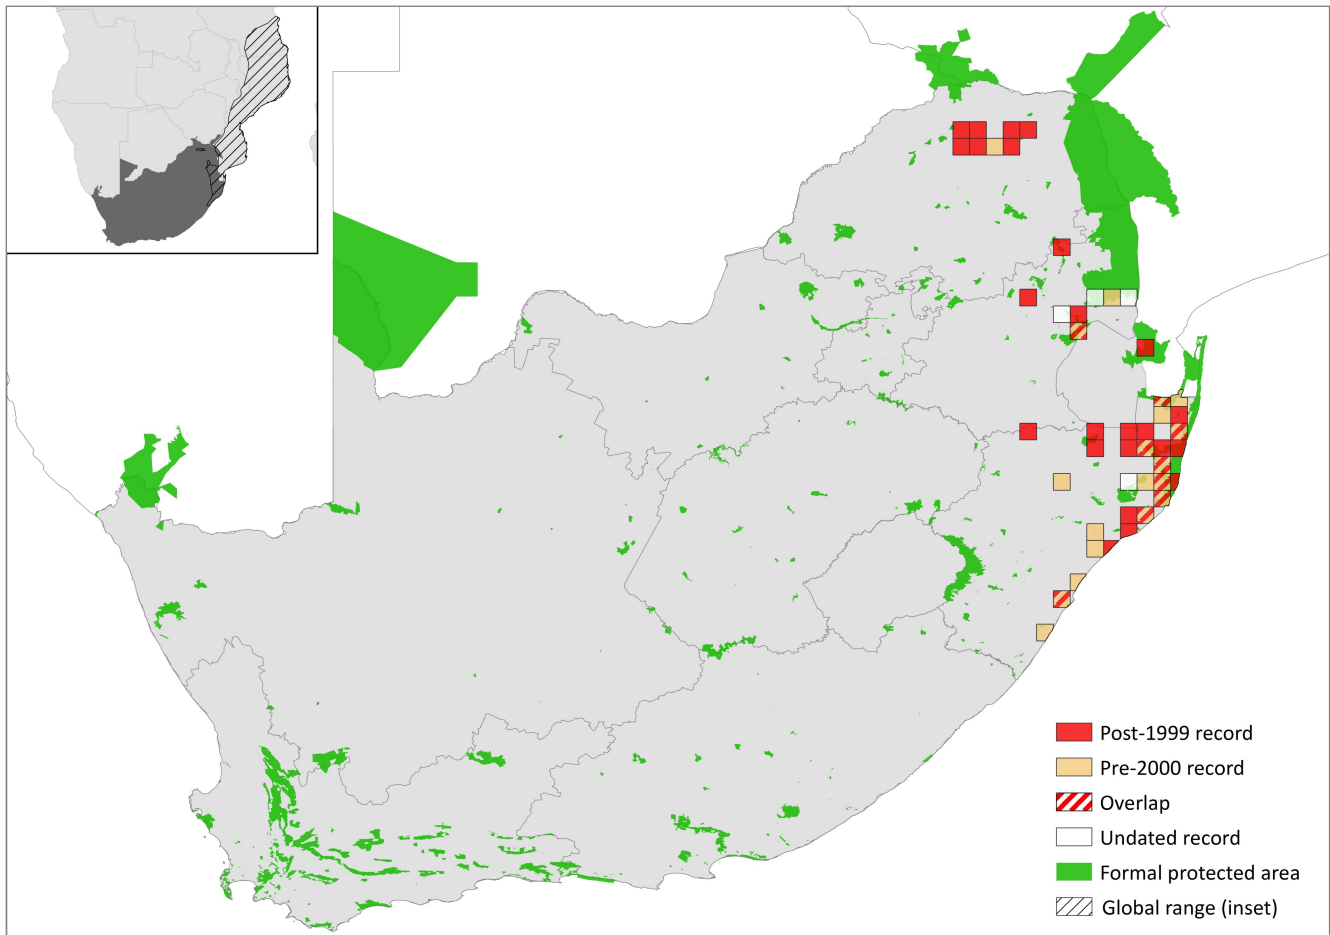 Post-1999 record
Pre-2000 record
Overlap
Undated record
Formal protected area
Global range (inset)